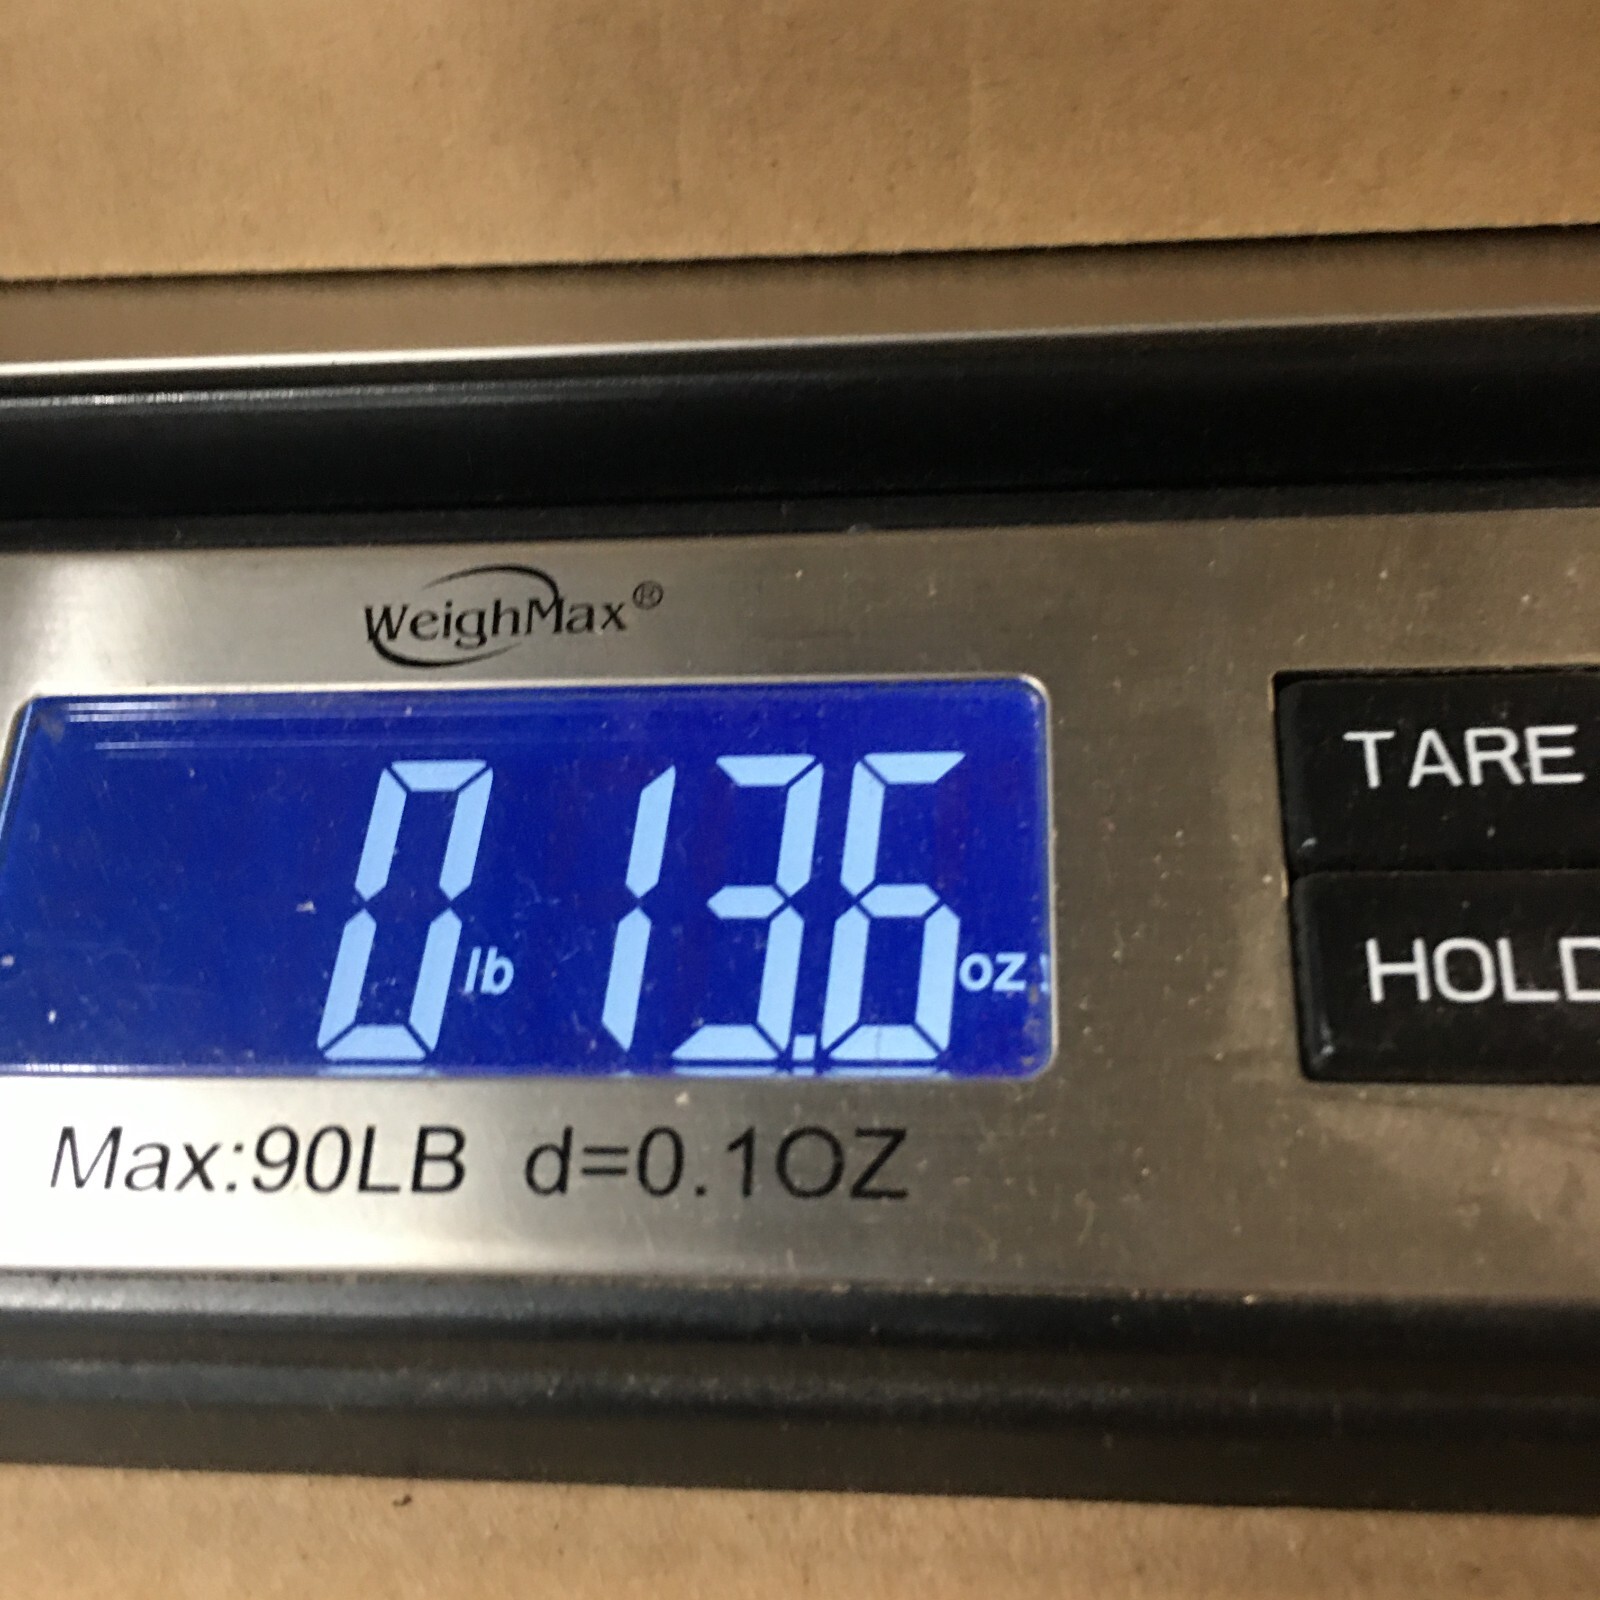 WeighMax®
0 lb 13.6 oz
TARE
HOLD
Max:90LB d=0.1OZ